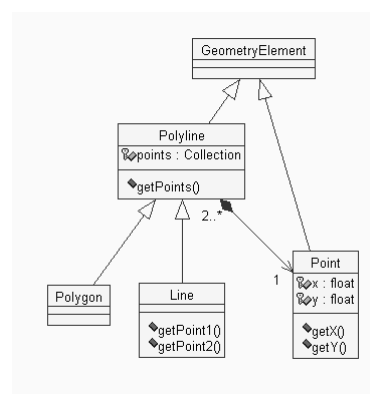 GeometryElement
Polyline
points : Collection
getPoints()
2..*
1
Point
x : float
y : float
getX()
getY()
Polygon
Line
getPoint1()
getPoint2()